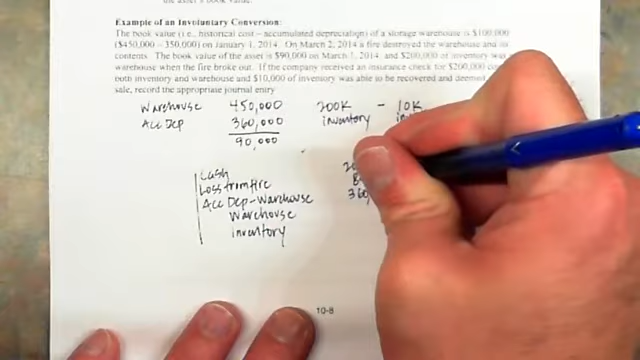 the asset's book value.
Example of an Involuntary Conversion:
The book value (i.e., historical cost – accumulated depreciation) of a storage warehouse is $100,000
($450,000 – 350,000) on January 1, 2014. On March 2, 2014 a fire destroyed the warehouse and its
contents. The book value of the asset is $90,000 on March 1, 2014, and $200,000 of inventory was
warehouse when the fire broke out. If the company received an insurance check for $200,000
both inventory and warehouse and $10,000 of inventory was able to be recovered and deemed
sale, record the appropriate journal entry
Warehouse 450,000 200K – 10K
Acc Dep 360,000 inventory
90,000
Cash
Loss from fire
Acc Dep-Warehouse 360,
Warehouse
inventory
10-8